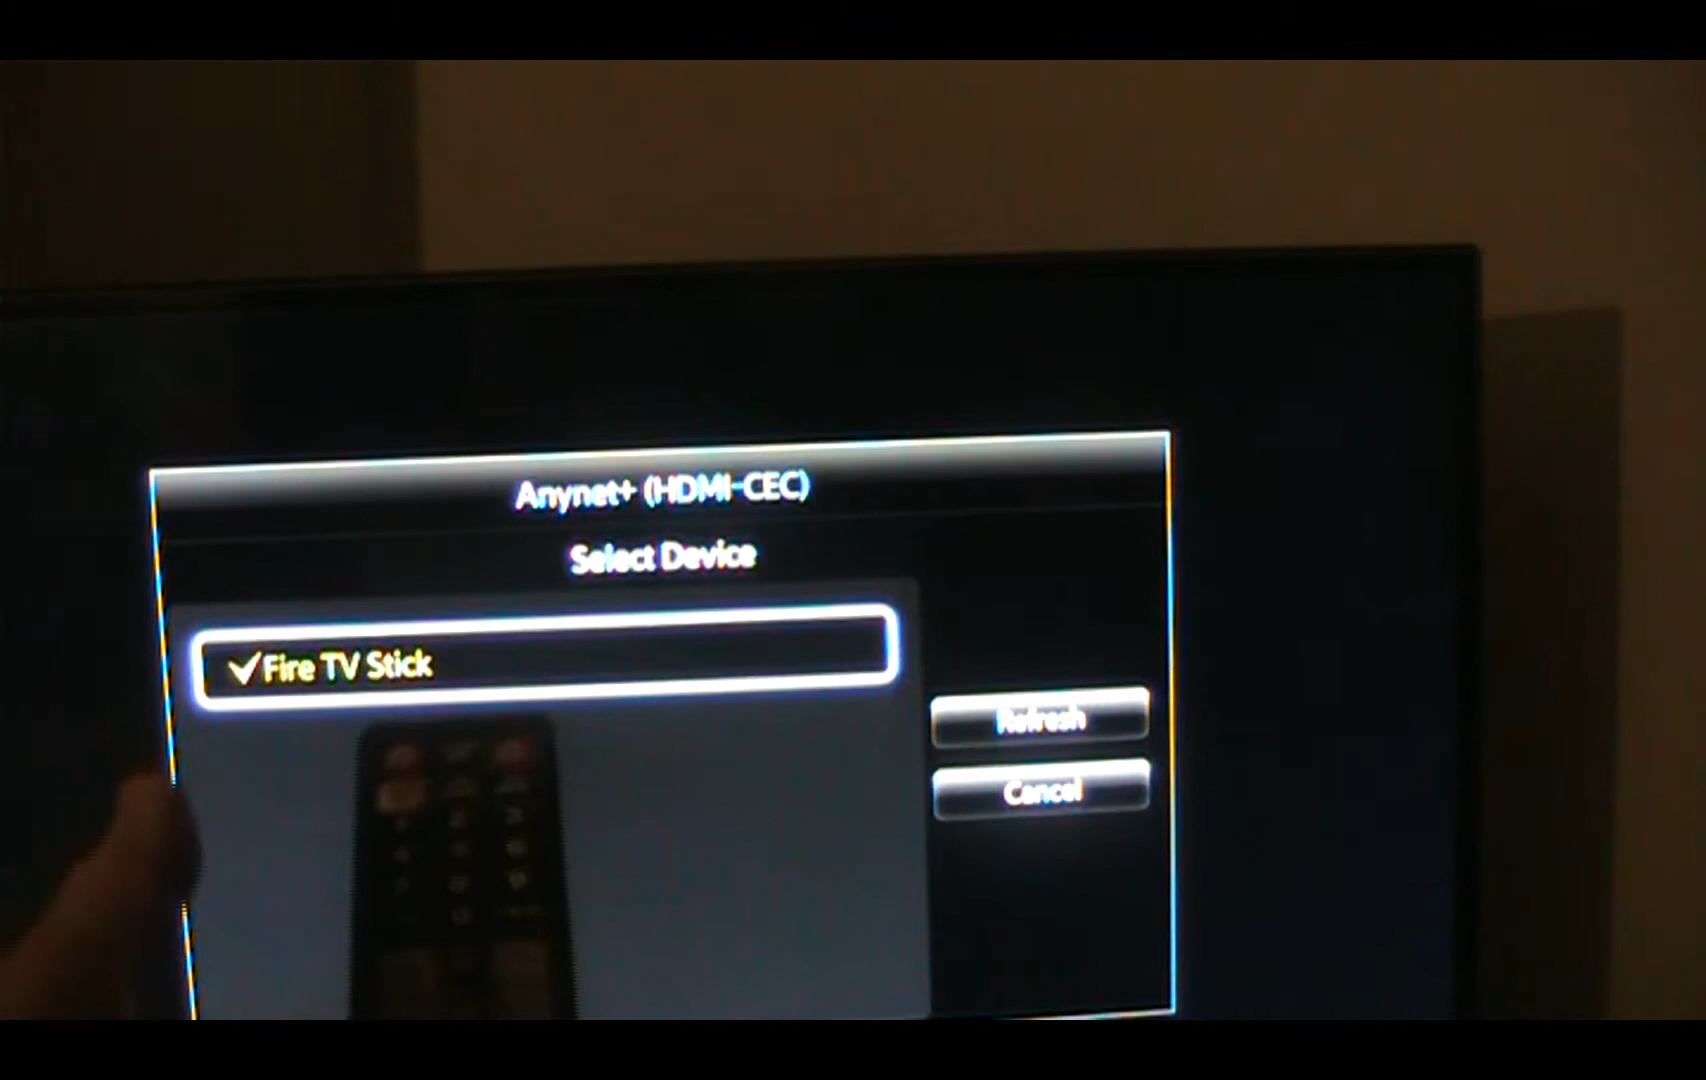 Anynet+ (HDMI-CEC)
Select Device
✓Fire TV Stick
Refresh
Cancel